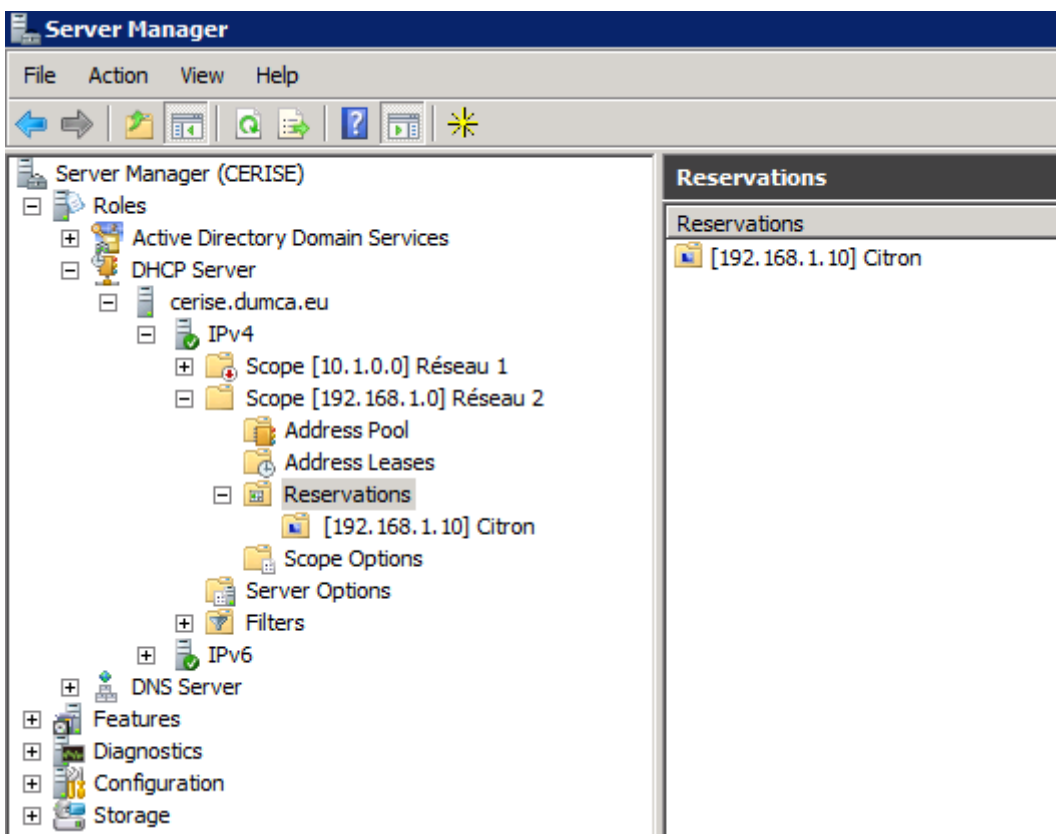 Server Manager
File Action View Help
Server Manager (CERISE)
Roles
Active Directory Domain Services
DHCP Server
cerise.dumca.eu
IPv4
Scope [10.1.0.0] Réseau 1
Scope [192.168.1.0] Réseau 2
Address Pool
Address Leases
Reservations
[192.168.1.10] Citron
Scope Options
Server Options
Filters
IPv6
DNS Server
Features
Diagnostics
Configuration
Storage
Reservations
Reservations
[192.168.1.10] Citron